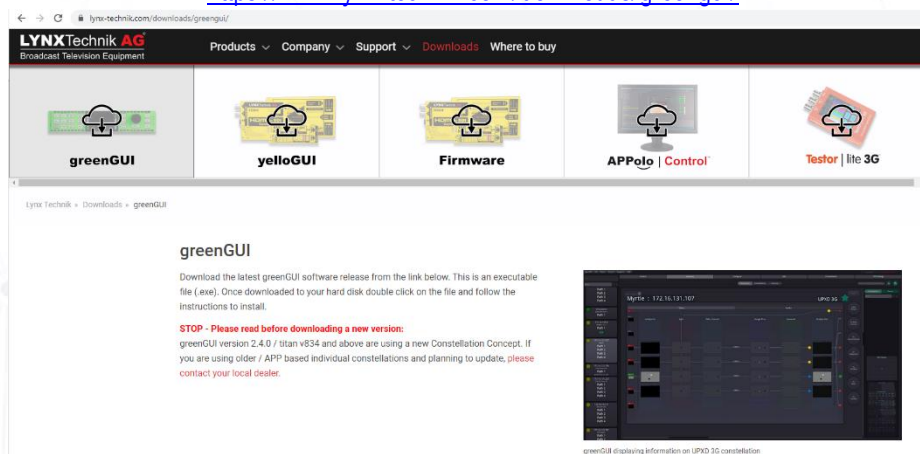 lynx-technik.com/downloads/greengui/
LYNXTechnik AG
Broadcast Television Equipment
Products Company Support Downloads Where to buy
greenGUI
yelloGUI
Firmware
APPolo | Control
Testor | lite 3G
Lynx Technik » Downloads » greenGUI
greenGUI
Download the latest greenGUI software release from the link below. This is an executable
file (.exe). Once downloaded to your hard disk double click on the file and follow the
instructions to install.
STOP - Please read before downloading a new version:
greenGUI version 2.4.0 / titan v834 and above are using a new Constellation Concept. If
you are using older / APP based individual constellations and planning to update, please
contact your local dealer.
Myrtle : 172.16.131.107
UPXD 3G
greenGUI displaying information on UPXD 3G constellation